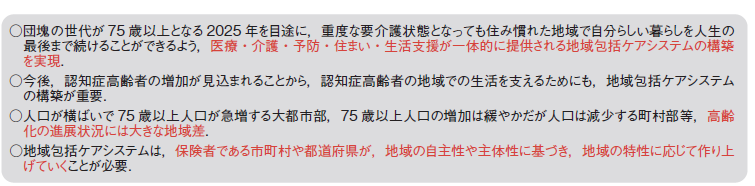 ○団塊の世代が 75 歳以上となる 2025 年を目途に，重度な要介護状態となっても住み慣れた地域で自分らしい暮らしを人生の
最後まで続けることができるよう，医療・介護・予防・住まい・生活支援が一体的に提供される地域包括ケアシステムの構築
を実現．
○今後，認知症高齢者の増加が見込まれることから，認知症高齢者の地域での生活を支えるためにも，地域包括ケアシステム
の構築が重要．
○人口が横ばいで 75 歳以上人口が急増する大都市部，75 歳以上人口の増加は緩やかだが人口は減少する町村部等，高齢
化の進展状況には大きな地域差．
○地域包括ケアシステムは，保険者である市町村や都道府県が，地域の自主性や主体性に基づき，地域の特性に応じて作り上
げていくことが必要．